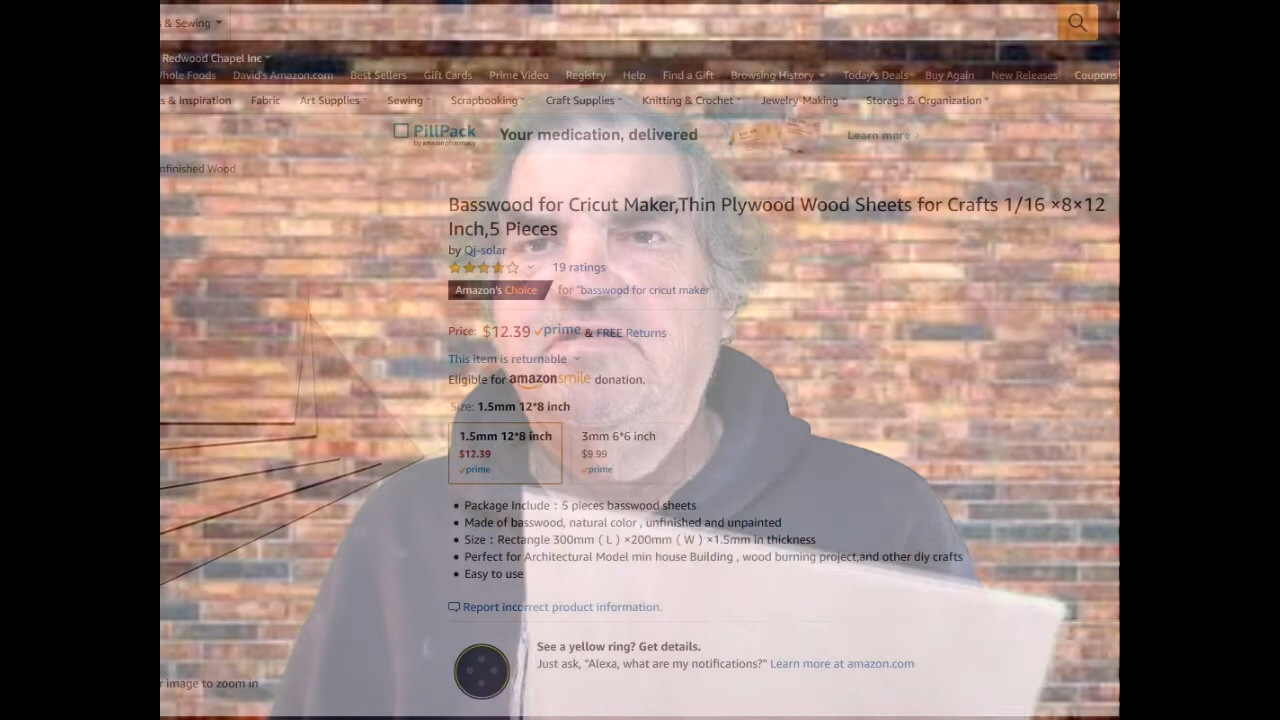 & Sewing
Redwood Chapel Inc
Whole Foods David's Amazon.com Best Sellers Gift Cards Prime Video Registry Help Find a Gift Browsing History Today's Deals Buy Again New Releases Coupons
s & Inspiration Fabric Art Supplies Sewing Scrapbooking Craft Supplies Knitting & Crochet Jewelry-Making Storage & Organization
PillPack Your medication, delivered Learn more
by amazon pharmacy
nfinished Wood
Basswood for Cricut Maker,Thin Plywood Wood Sheets for Crafts 1/16 ×8×12
Inch,5 Pieces
by Qj-solar
19 ratings
Amazon's Choice for "basswood for cricut maker
Price: $12.39 prime & FREE Returns
This item is returnable
Eligible for amazonsmile donation.
Size: 1.5mm 12*8 inch
1.5mm 12*8 inch 3mm 6*6 inch
$12.39 $9.99
prime prime
• Package Include : 5 pieces basswood sheets
• Made of basswood, natural color , unfinished and unpainted
• Size : Rectangle 300mm ( L ) ×200mm ( W ) ×1.5mm in thickness
• Perfect for Architectural Model min house Building , wood burning project,and other diy crafts
• Easy to use
Report incorrect product information.
See a yellow ring? Get details.
Just ask, "Alexa, what are my notifications?" Learn more at amazon.com
r image to zoom in